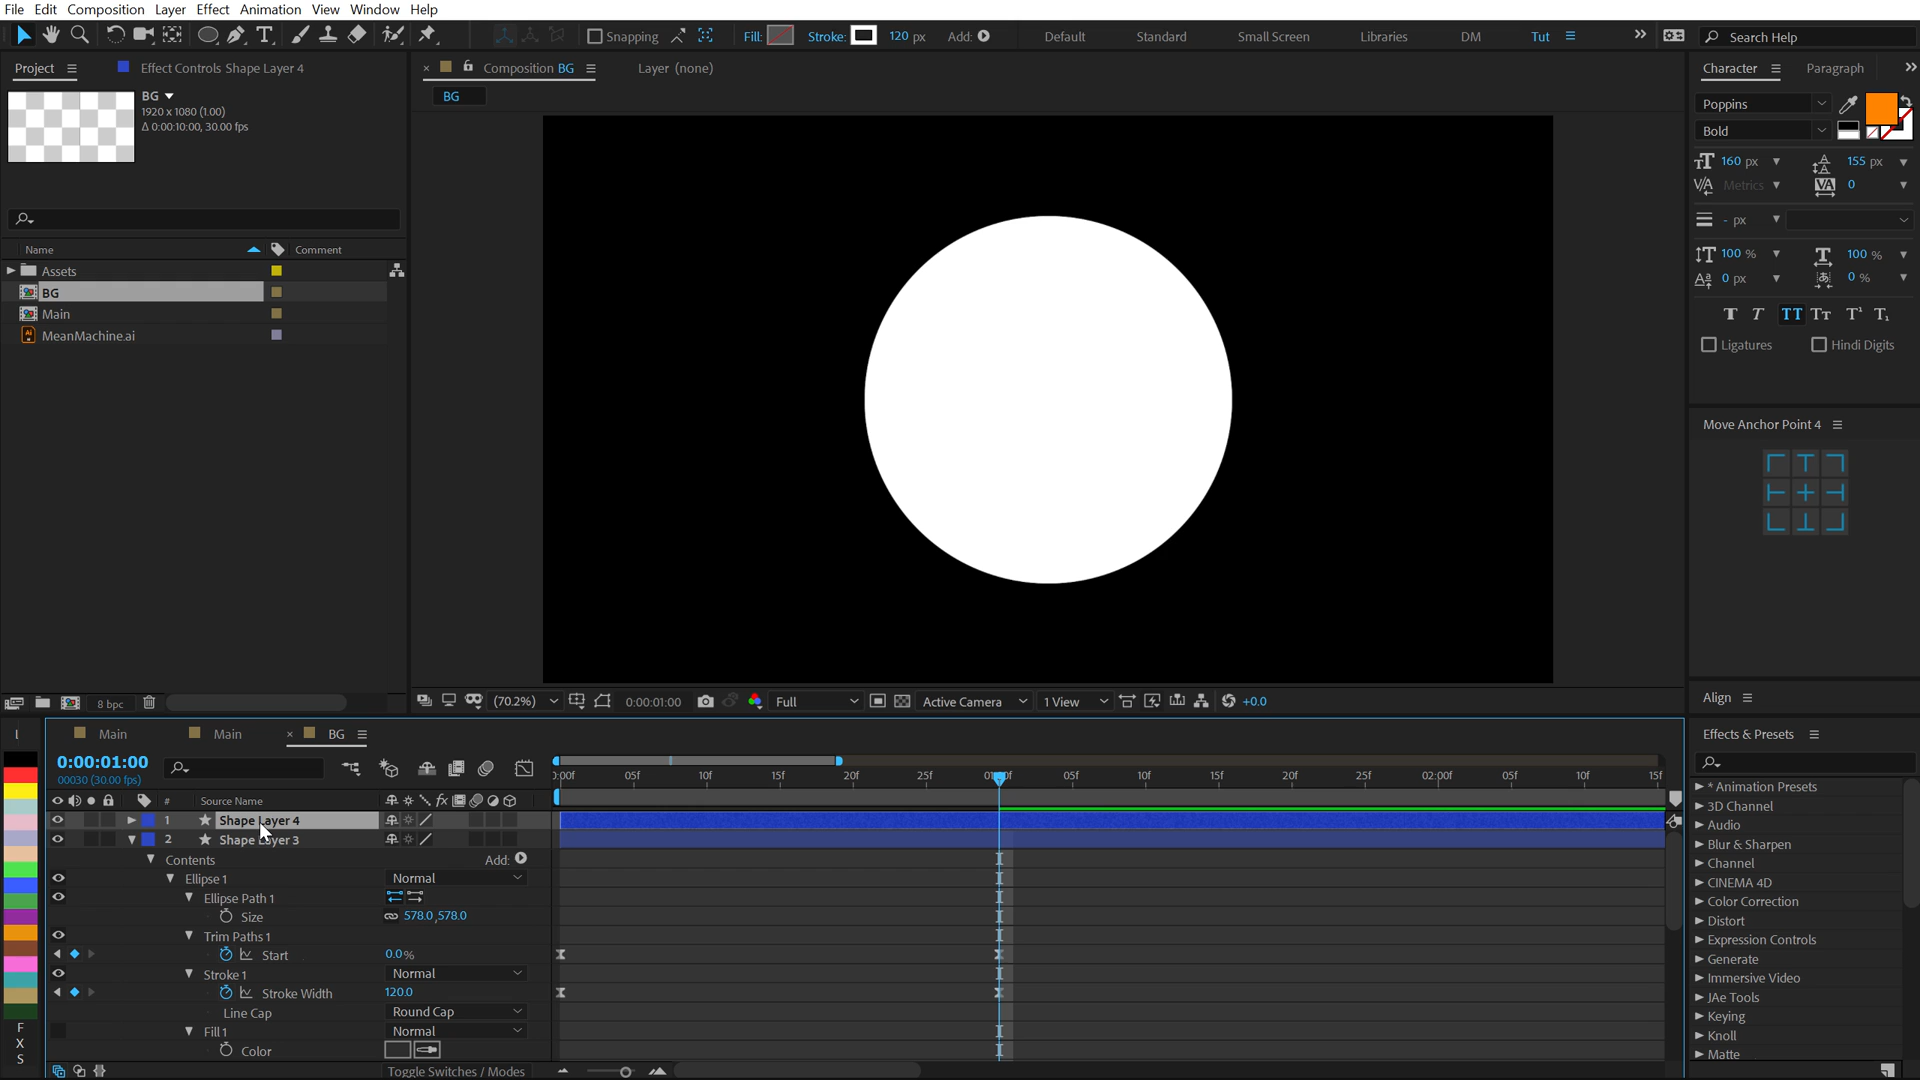 File Edit Composition Layer Effect Animation View Window Help
Snapping Fill: Stroke: 120 px Add: Default Standard Small Screen Libraries DM Tut Search Help
Project Effect Controls Shape Layer 4 Composition BG Layer (none) Character Paragraph
BG
1920 x 1080 (1.00)
Δ 0:00:10:00, 30.00 fps
BG
Poppins
Bold
160 px 155 px
Metrics 0
- px
100 % 100 %
0 px 0 %
Ligatures Hindi Digits
Move Anchor Point 4
Name Comment
Assets
BG
Main
MeanMachine.ai
8 bpc
(70.2%) 0:00:01:00 Full Active Camera 1 View +0.0
Align
Main Main BG
0:00:01:00
00030 (30.00 fps)
:00f 05f 10f 15f 20f 25f 05f 10f 15f 20f 25f 02:00f 05f 10f 15f
# Source Name
1 Shape Layer 4
2 Shape Layer 3
Contents Add:
Ellipse 1 Normal
Ellipse Path 1
Size 578.0,578.0
Trim Paths 1
Start 0.0%
Stroke 1 Normal
Stroke Width 120.0
Line Cap Round Cap
Fill 1 Normal
Color
Toggle Switches / Modes
F
X
S
Effects & Presets
* Animation Presets
3D Channel
Audio
Blur & Sharpen
Channel
CINEMA 4D
Color Correction
Distort
Expression Controls
Generate
Immersive Video
JAe Tools
Keying
Knoll
Matte